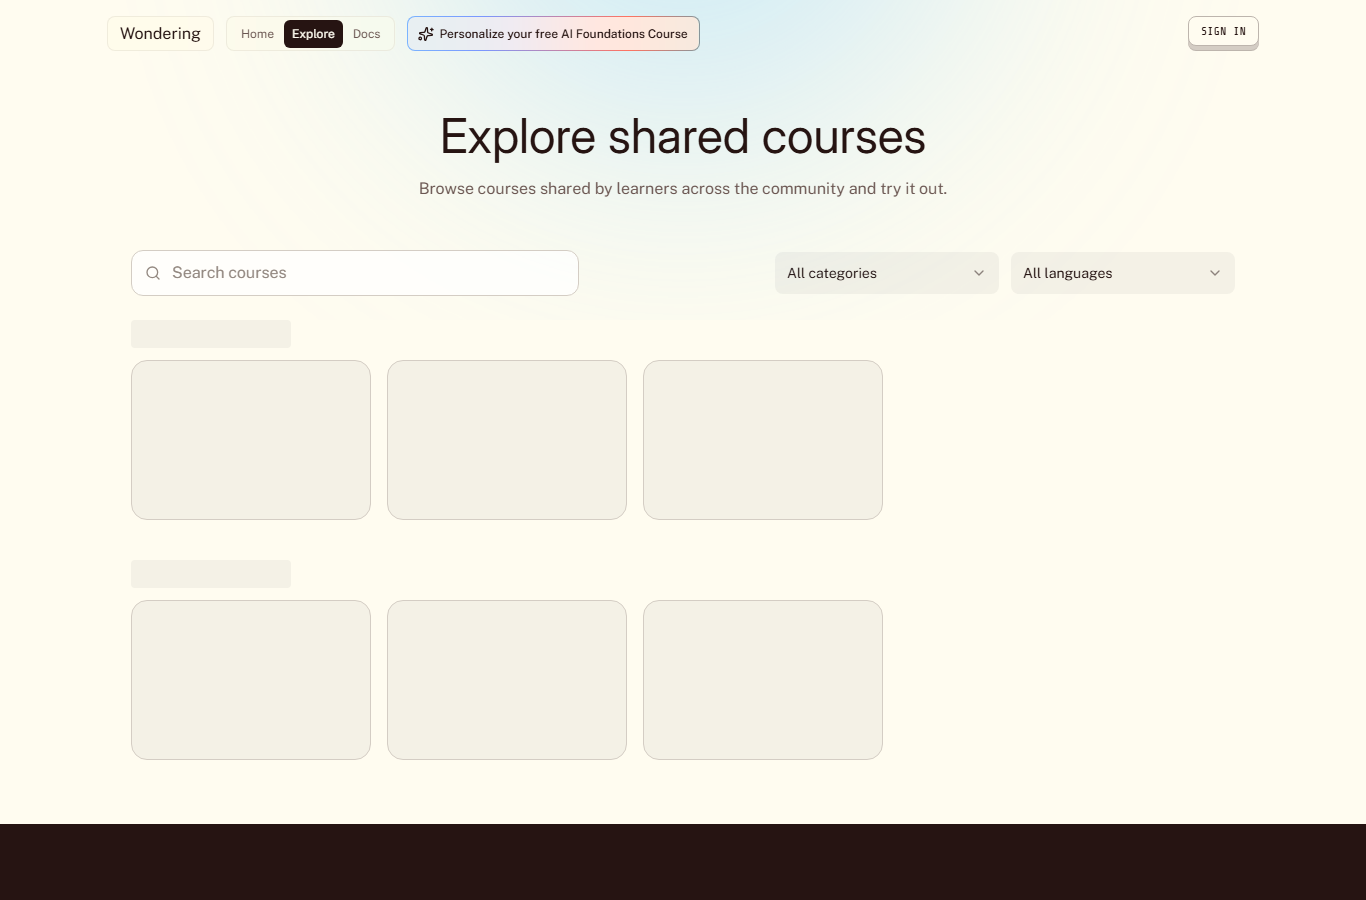 Wondering
Home
Explore
Docs
Personalize your free AI Foundations Course
SIGN IN
Explore shared courses
Browse courses shared by learners across the community and try it out.
Search courses
All categories
All languages